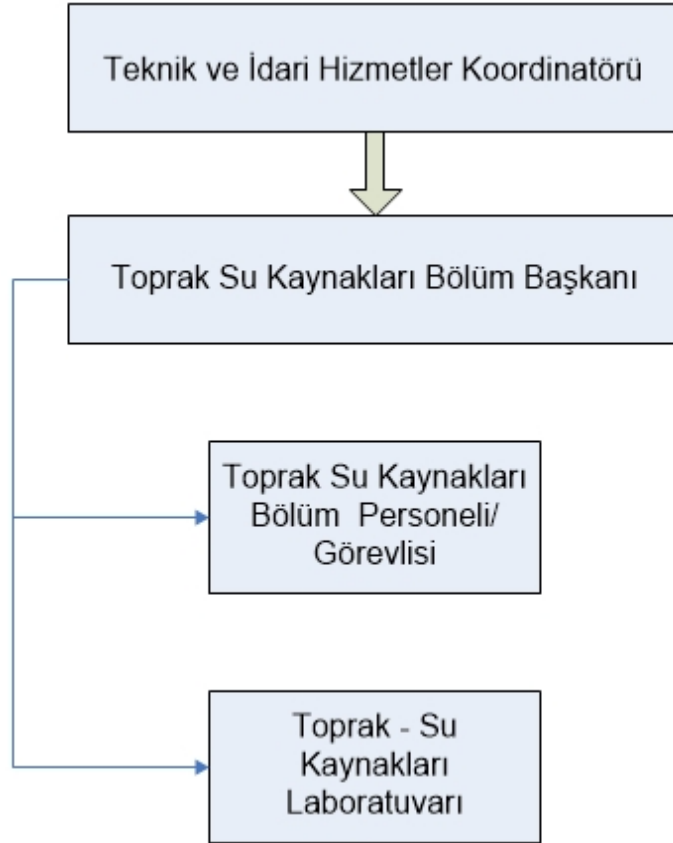 Teknik ve İdari Hizmetler Koordinatörü
Toprak Su Kaynakları Bölüm Başkanı
Toprak Su Kaynakları
Bölüm  Personeli/
Görevlisi
Toprak - Su
Kaynakları
Laboratuvarı